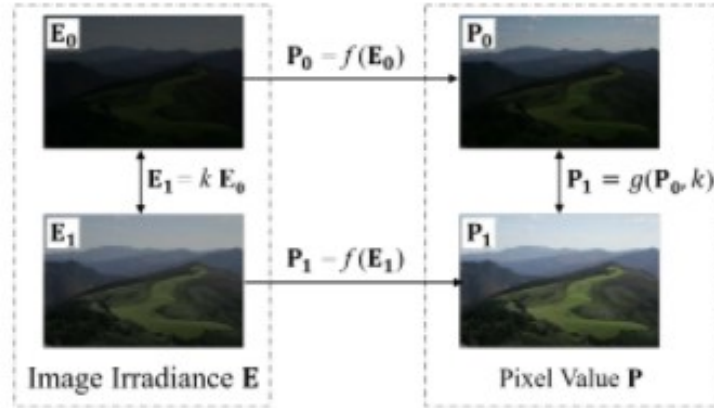 E₀
P₀ = f(E₀)
P₀
E₁ = k E₀
P₁ = g(P₀, k)
E₁
P₁ = f(E₁)
P₁
Image Irradiance E
Pixel Value P